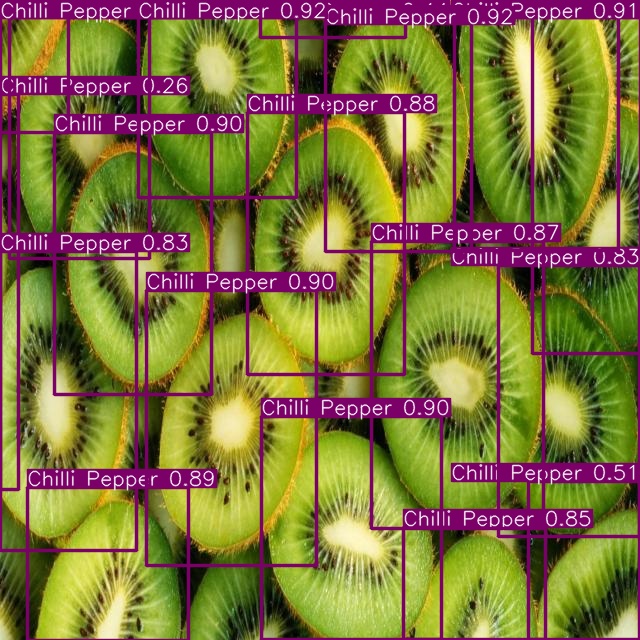 Chilli Pepper
Chilli Pepper 0.92
Chilli Pepper 0.92
Pepper 0.91
Chilli Pepper 0.26
Chilli Pepper 0.88
Chilli Pepper 0.90
Chilli Pepper 0.87
Chilli Pepper 0.83
Chilli Pepper 0.83
Chilli Pepper 0.90
Chilli Pepper 0.90
Chilli Pepper 0.51
Chilli Pepper 0.89
Chilli Pepper 0.85